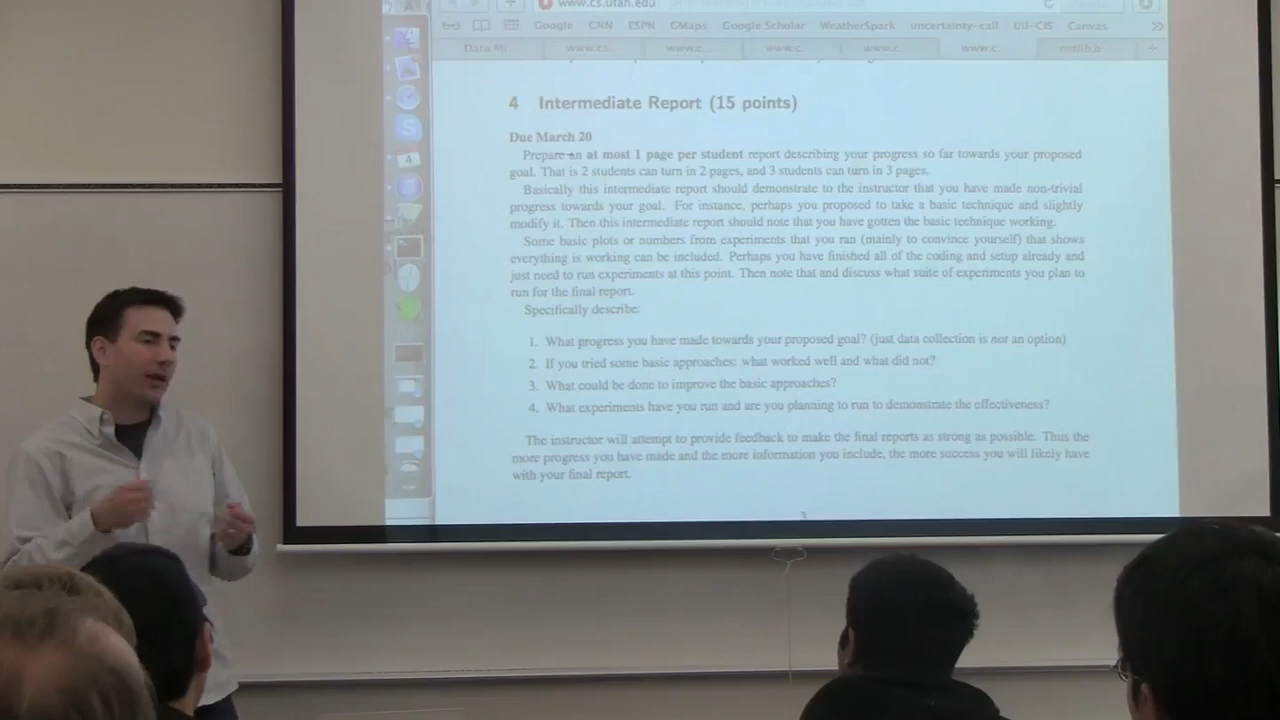 www.cs.utah.edu
Google CNN ESPN GMaps Google Scholar WeatherSpark uncertainty-call UII-CIS Canvas
Data Mi www.cs. www.c. www.c. www.c. www.c. mtlib.b
4 Intermediate Report (15 points)
Due March 20
Prepare an at most 1 page per student report describing your progress so far towards your proposed
goal. That is 2 students can turn in 2 pages, and 3 students can turn in 3 pages.
Basically this intermediate report should demonstrate to the instructor that you have made non-trivial
progress towards your goal. For instance, perhaps you proposed to take a basic technique and slightly
modify it. Then this intermediate report should note that you have gotten the basic technique working.
Some basic plots or numbers from experiments that you ran (mainly to convince yourself) that shows
everything is working can be included. Perhaps you have finished all of the coding and setup already and
just need to run experiments at this point. Then note that and discuss what suite of experiments you plan to
run for the final report.
Specifically describe:
1. What progress you have made towards your proposed goal? (just data collection is not an option)
2. If you tried some basic approaches: what worked well and what did not?
3. What could be done to improve the basic approaches?
4. What experiments have you run and are you planning to run to demonstrate the effectiveness?
The instructor will attempt to provide feedback to make the final reports as strong as possible. Thus the
more progress you have made and the more information you include, the more success you will likely have
with your final report.
3
4